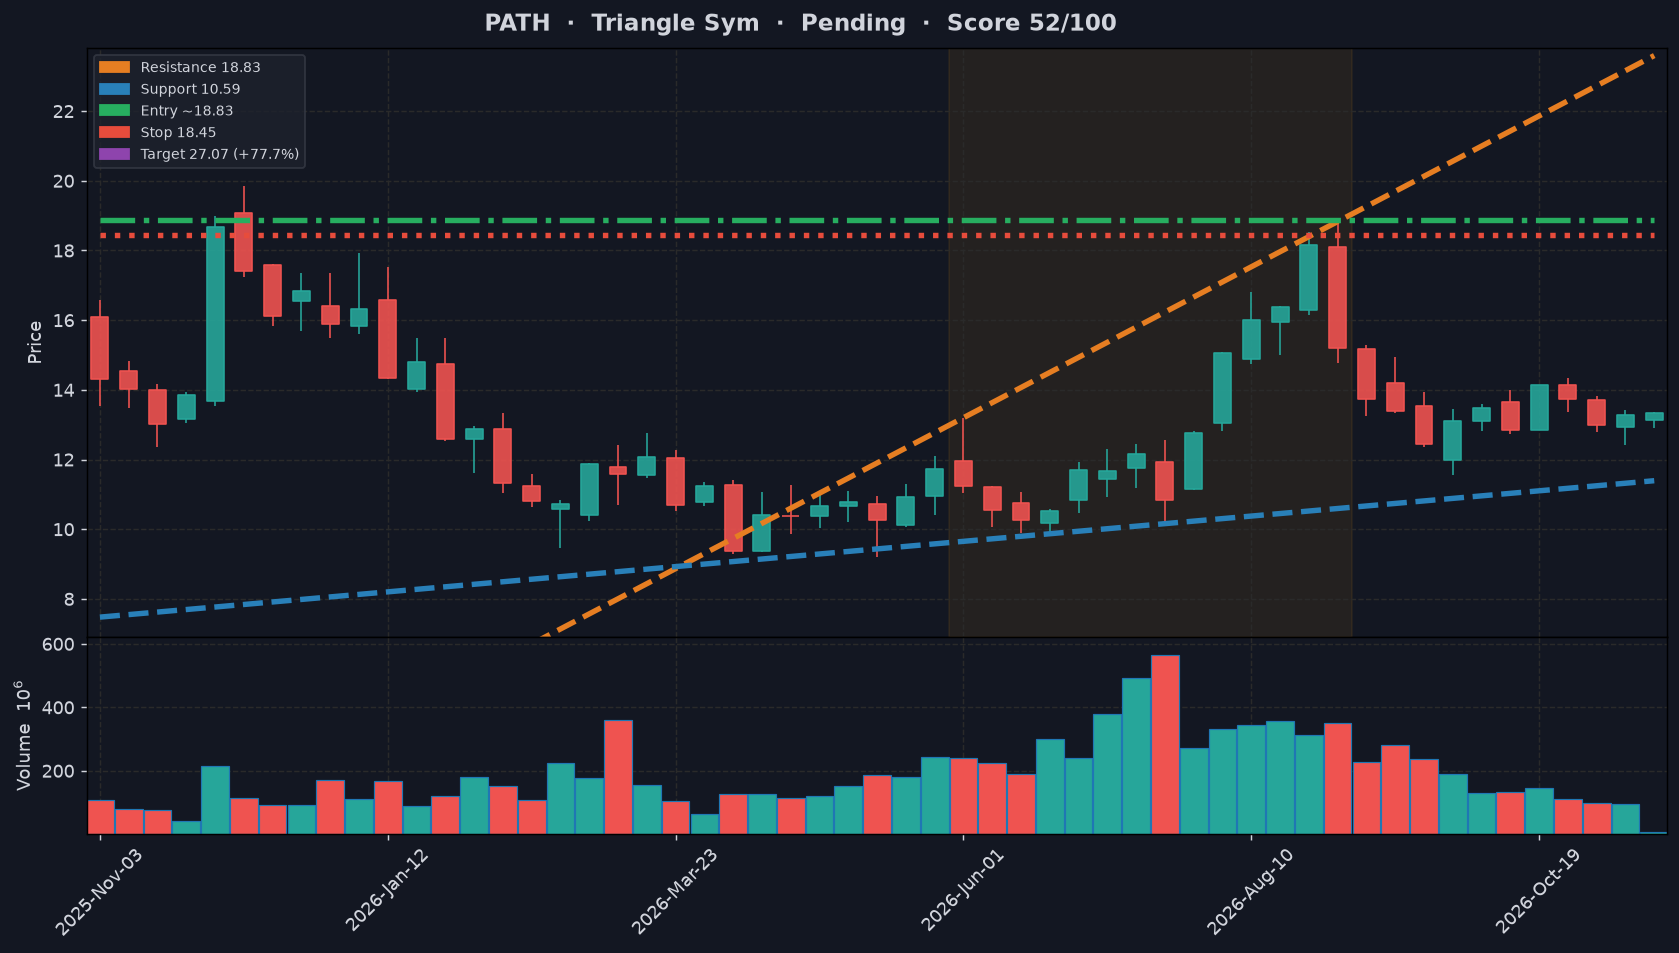 PATH · Triangle Sym · Pending · Score 52/100
Resistance 18.83
Support 10.59
Entry ~18.83
Stop 18.45
Target 27.07 (+77.7%)
Price
22
20
18
16
14
12
10
8
Volume 10⁶
600
400
200
2025-Nov-03
2026-Jan-12
2026-Mar-23
2026-Jun-01
2026-Aug-10
2026-Oct-19